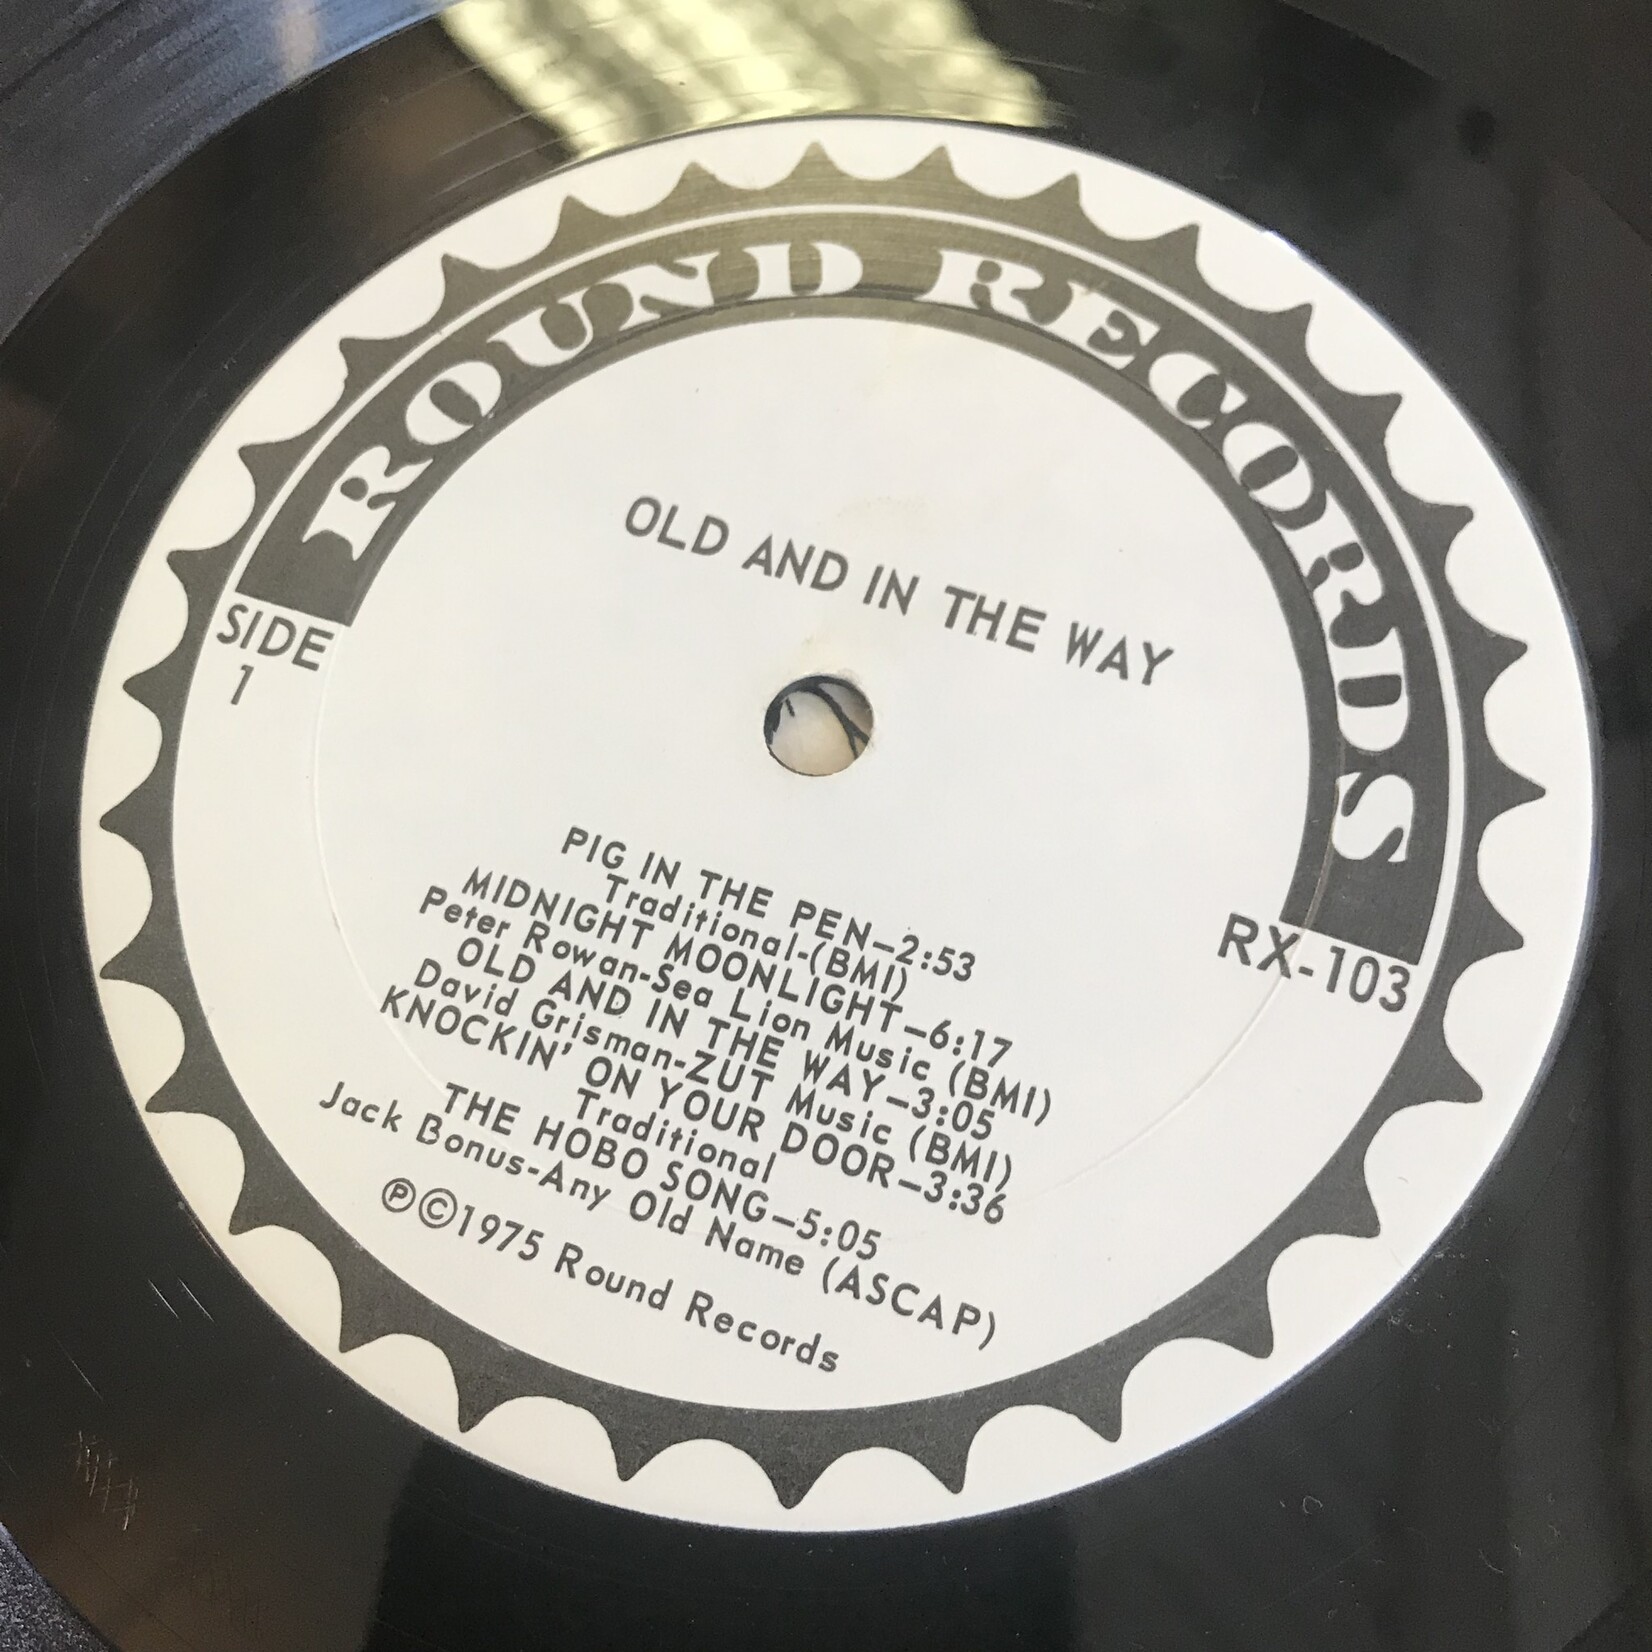 ROUND RECORDS
OLD AND IN THE WAY
SIDE
1
RX-103
PIG IN THE PEN–2:53
Traditional-(BMI)
MIDNIGHT MOONLIGHT–6:17
Peter Rowan-Sea Lion Music (BMI)
OLD AND IN THE WAY–3:05
David Grisman-ZUT Music (BMI)
KNOCKIN' ON YOUR DOOR–3:36
Traditional
THE HOBO SONG–5:05
Jack Bonus-Any Old Name (ASCAP)
℗©1975 Round Records